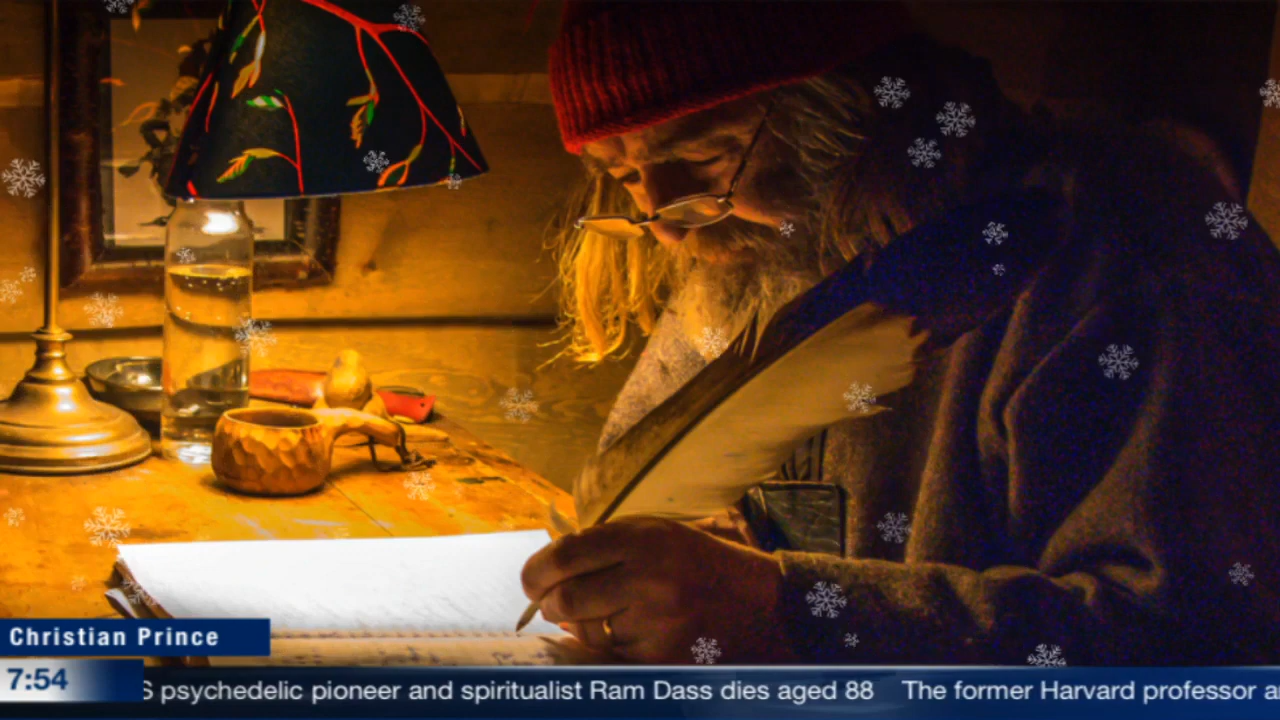 Christian Prince
7:54
S psychedelic pioneer and spiritualist Ram Dass dies aged 88 The former Harvard professor